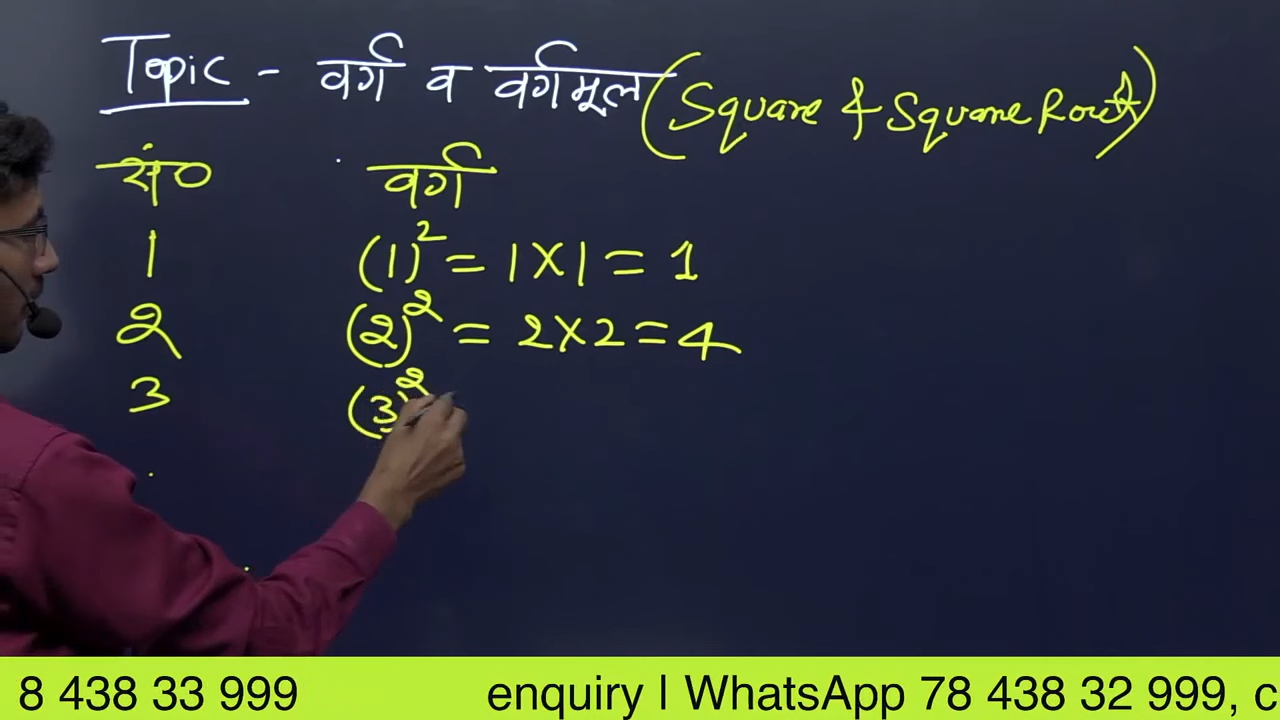 Topic - वर्ग व वर्गमूल (Square & Square Root)
सं० वर्ग
1 (1)² = 1×1 = 1
2 (2)² = 2×2 = 4
3 (3)²
8 438 33 999 enquiry | WhatsApp 78 438 32 999, c